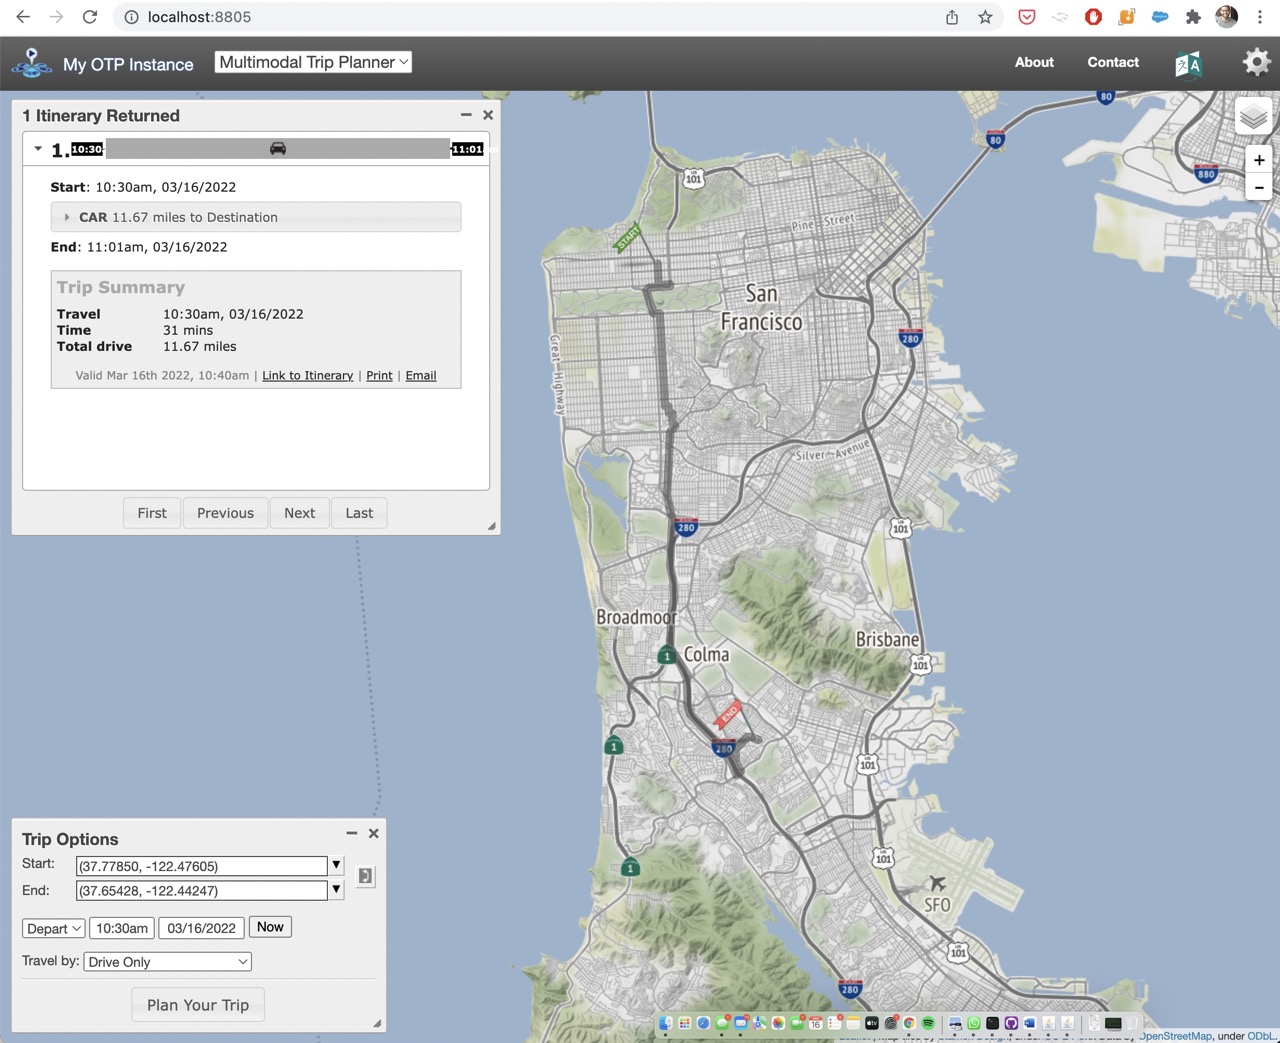 localhost:8805
My OTP Instance
Multimodal Trip Planner
About
Contact
1 Itinerary Returned
1.
10:30
11:01
Start: 10:30am, 03/16/2022
CAR 11.67 miles to Destination
End: 11:01am, 03/16/2022
Trip Summary
Travel 10:30am, 03/16/2022
Time 31 mins
Total drive 11.67 miles
Valid Mar 16th 2022, 10:40am | Link to Itinerary | Print | Email
First
Previous
Next
Last
80
80
880
101
Pine Street
START
San
Francisco
280
Great Highway
Silver Avenue
280
101
Broadmoor
Brisbane
1
Colma
101
END
280
1
101
101
1
SFO
101
280
Trip Options
Start: (37.77850, -122.47605)
End: (37.65428, -122.44247)
Depart
10:30am
03/16/2022
Now
Travel by: Drive Only
Plan Your Trip
16
OpenStreetMap, under ODbL.